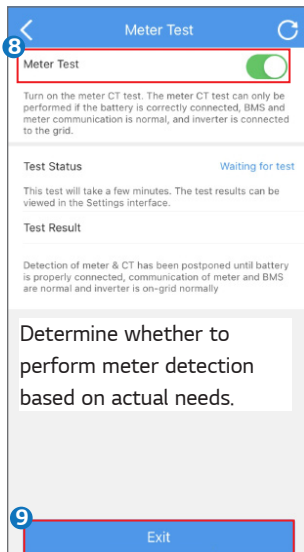 Meter Test
8
Meter Test
Turn on the meter CT test. The meter CT test can only be
performed if the battery is correctly connected, BMS and
meter communication is normal, and inverter is connected
to the grid.
Test Status Waiting for test
This test will take a few minutes. The test results can be
viewed in the Settings interface.
Test Result
Detection of meter & CT has been postponed until battery
is properly connected, communication of meter and BMS
are normal and inverter is on-grid normally
Determine whether to
perform meter detection
based on actual needs.
9
Exit